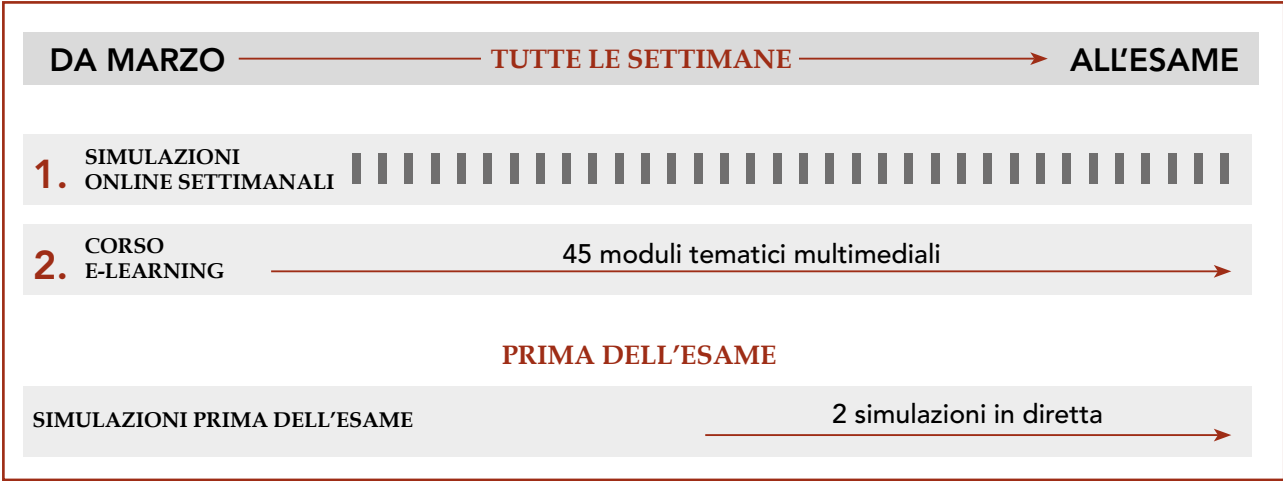 DA MARZO TUTTE LE SETTIMANE ALL'ESAME
1. SIMULAZIONI
ONLINE SETTIMANALI
2. CORSO
E-LEARNING
45 moduli tematici multimediali
PRIMA DELL'ESAME
SIMULAZIONI PRIMA DELL'ESAME
2 simulazioni in diretta